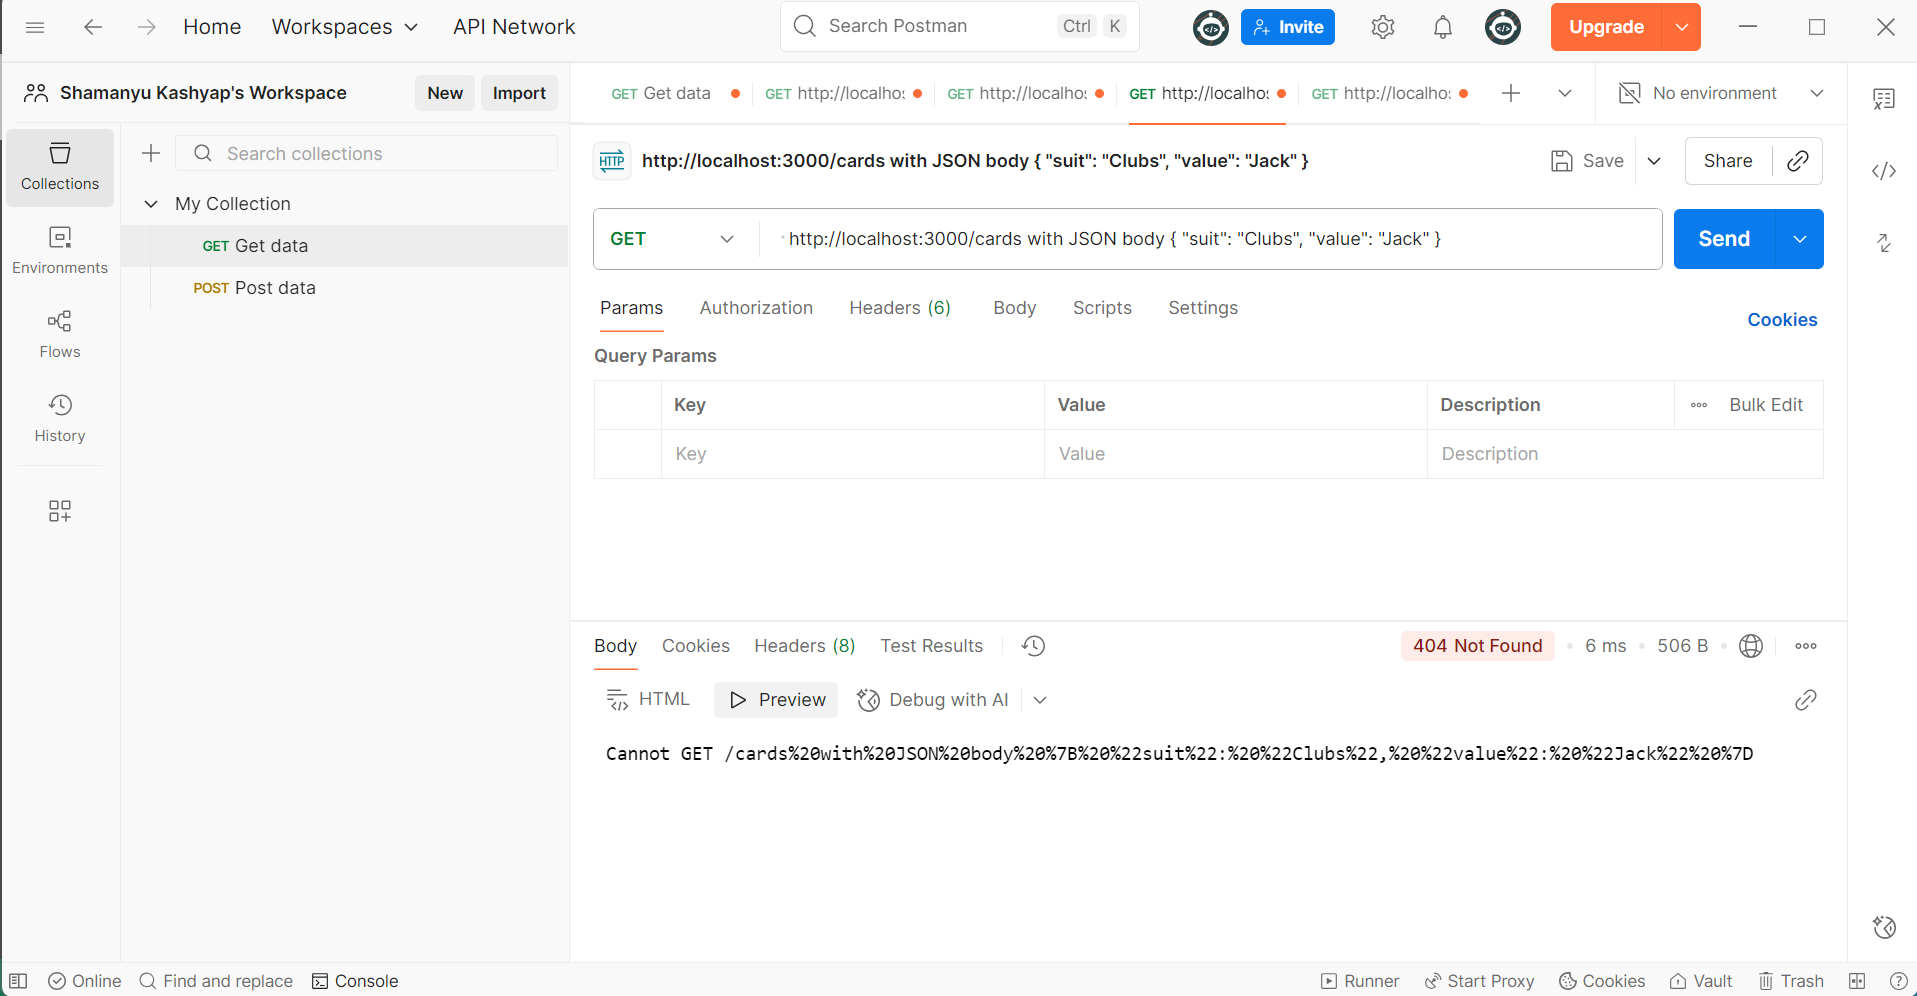 Home Workspaces API Network Search Postman Ctrl K Invite Upgrade
Shamanyu Kashyap's Workspace New Import
GET Get data GET http://localhos GET http://localhos GET http://localhos GET http://localhos No environment
Collections
Environments
Flows
History
Search collections
My Collection
GET Get data
POST Post data
HTTP http://localhost:3000/cards with JSON body { "suit": "Clubs", "value": "Jack" } Save Share
GET http://localhost:3000/cards with JSON body { "suit": "Clubs", "value": "Jack" } Send
Params Authorization Headers (6) Body Scripts Settings Cookies
Query Params
Key Value Description Bulk Edit
Key Value Description
Body Cookies Headers (8) Test Results 404 Not Found • 6 ms • 506 B •
HTML Preview Debug with AI
Cannot GET /cards%20with%20JSON%20body%20%7B%20%22suit%22:%20%22Clubs%22,%20%22value%22:%20%22Jack%22%20%7D
Online Find and replace Console Runner Start Proxy Cookies Vault Trash